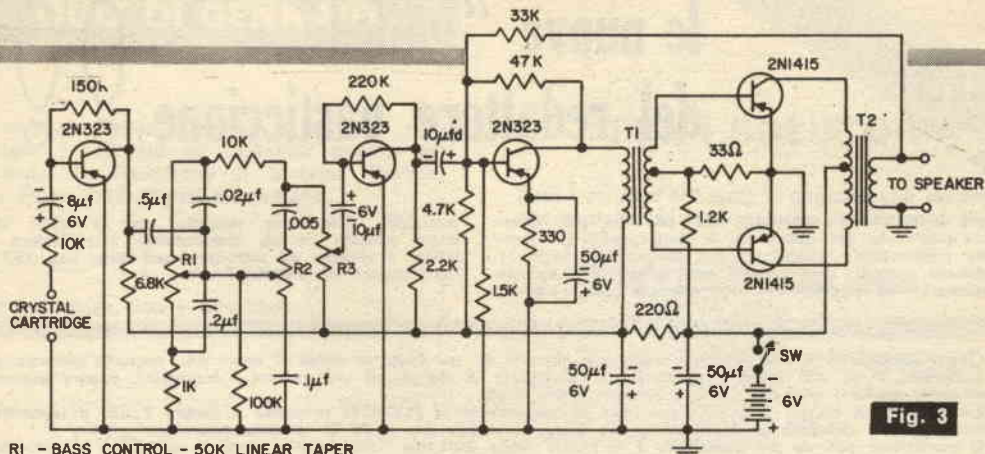 33K
47K
2N1415
150K
220K
T2
2N323
2N323
10µfd
2N323
T1
10K
33Ω
.5µf
.02µf
TO SPEAKER
.8µf
6V
6V
4.7K
1.2K
10K
.005
10µf
330
R1
R2
R3
50µf
6V
2N1415
6.8K
2.2K
1.5K
CRYSTAL
CARTRIDGE
.2µf
220Ω
SW
1K
100K
.1µf
50µf
6V
50µf
6V
6V
Fig. 3
R1 - BASS CONTROL - 50K LINEAR TAPER